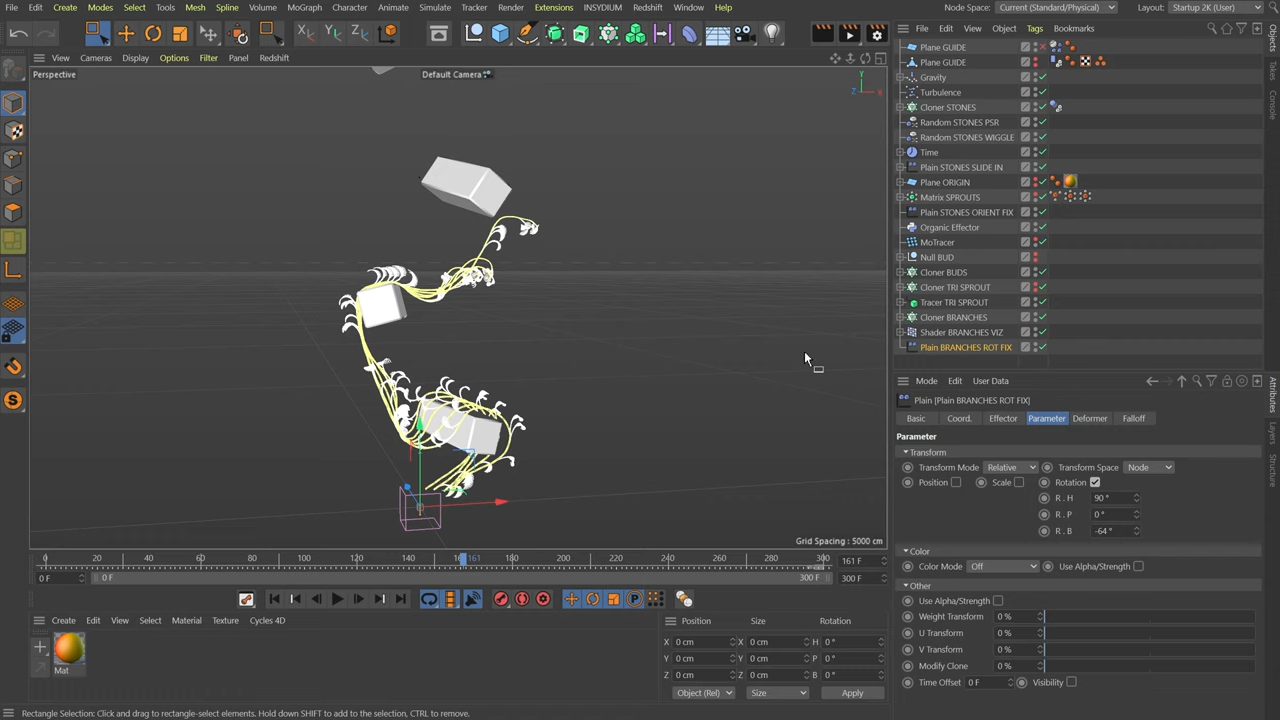 File Edit Create Modes Select Tools Mesh Spline Volume MoGraph Character Animate Simulate Tracker Render Extensions INSYDIUM Redshift Window Help Node Space: Current (Standard/Physical) Layout: Startup 2K (User)
View Cameras Display Options Filter Panel Redshift
File Edit View Object Tags Bookmarks
Perspective Default Camera
Y
Z X
Plane GUIDE
Plane GUIDE
Gravity
Turbulence
Cloner STONES
Random STONES PSR
Random STONES WIGGLE
Time
Plain STONES SLIDE IN
Plane ORIGIN
Matrix SPROUTS
Plain STONES ORIENT FIX
Organic Effector
MoTracer
Null BUD
Cloner BUDS
Cloner TRI SPROUT
Tracer TRI SPROUT
Cloner BRANCHES
Shader BRANCHES VIZ
Plain BRANCHES ROT FIX
Objects
Takes
Console
Mode Edit User Data
Plain [Plain BRANCHES ROT FIX]
Basic Coord. Effector Parameter Deformer Falloff
Parameter
Transform
Transform Mode Relative Transform Space Node
Position Scale Rotation
R . H 90 °
R . P 0 °
R . B -64 °
Color
Color Mode Off Use Alpha/Strength
Other
Use Alpha/Strength
Weight Transform 0 %
U Transform 0 %
V Transform 0 %
Modify Clone 0 %
Time Offset 0 F Visibility
Attributes
Layers
Structure
Grid Spacing : 5000 cm
0 20 40 60 80 100 120 140 161 180 200 220 240 260 280 300 161 F
0 F 0 F 300 F 300 F
Create Edit View Select Material Texture Cycles 4D
Mat
Position Size Rotation
X 0 cm X 0 cm H 0 °
Y 0 cm Y 0 cm P 0 °
Z 0 cm Z 0 cm B 0 °
Object (Rel) Size Apply
Rectangle Selection: Click and drag to rectangle-select elements. Hold down SHIFT to add to the selection, CTRL to remove.